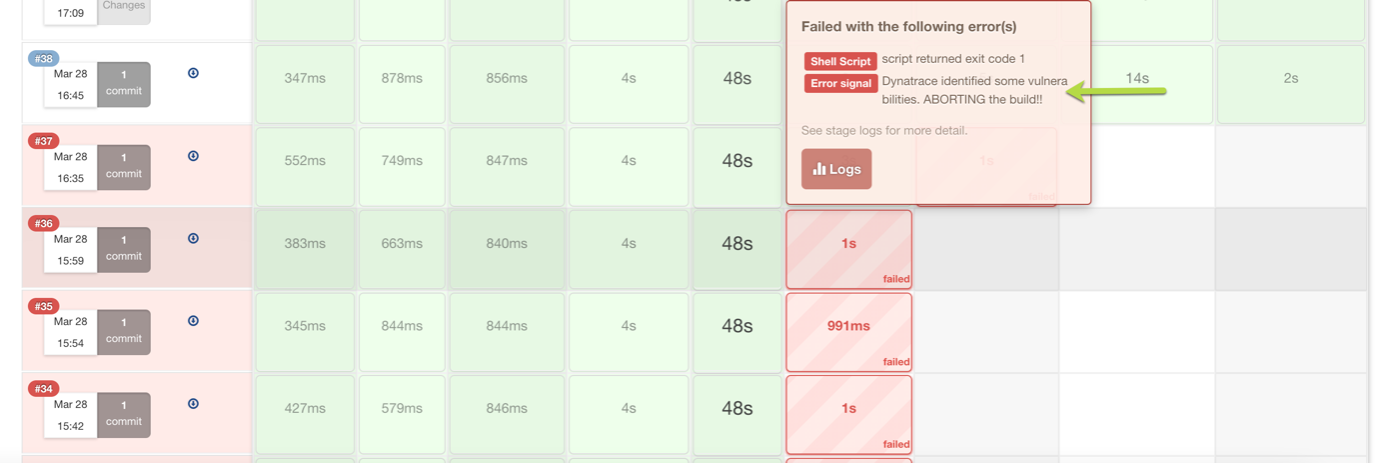 17:09
Changes
48s
Failed with the following error(s)
Shell Script script returned exit code 1
Error signal Dynatrace identified some vulnera
bilities. ABORTING the build!!
See stage logs for more detail.
Logs
1s
failed
#38
Mar 28
16:45
1
commit
347ms
878ms
856ms
4s
48s
14s
2s
#37
Mar 28
16:35
1
commit
552ms
749ms
847ms
4s
48s
#36
Mar 28
15:59
1
commit
383ms
663ms
840ms
4s
48s
1s
failed
#35
Mar 28
15:54
1
commit
345ms
844ms
844ms
4s
48s
991ms
failed
#34
Mar 28
15:42
1
commit
427ms
579ms
846ms
4s
48s
1s
failed